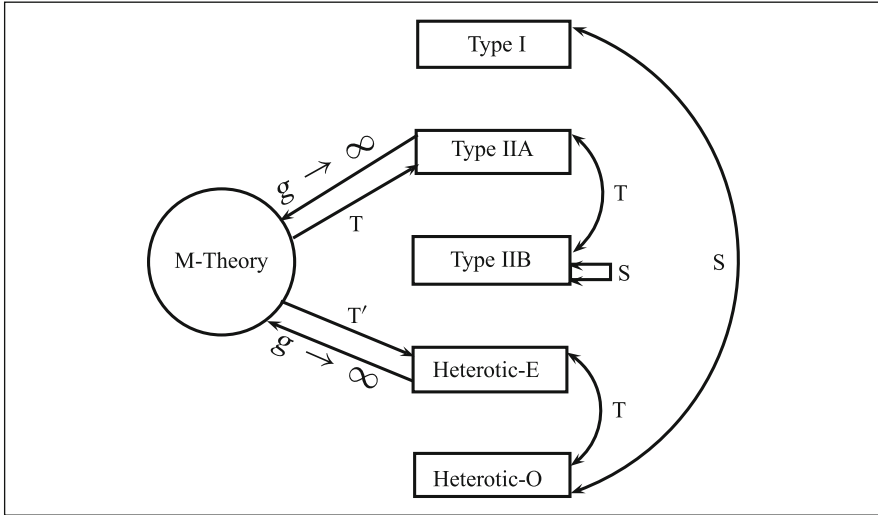 Type I
Type IIA
g → ∞
T
T
Type IIB
S
S
M-Theory
T′
g → ∞
Heterotic-E
T
Heterotic-O